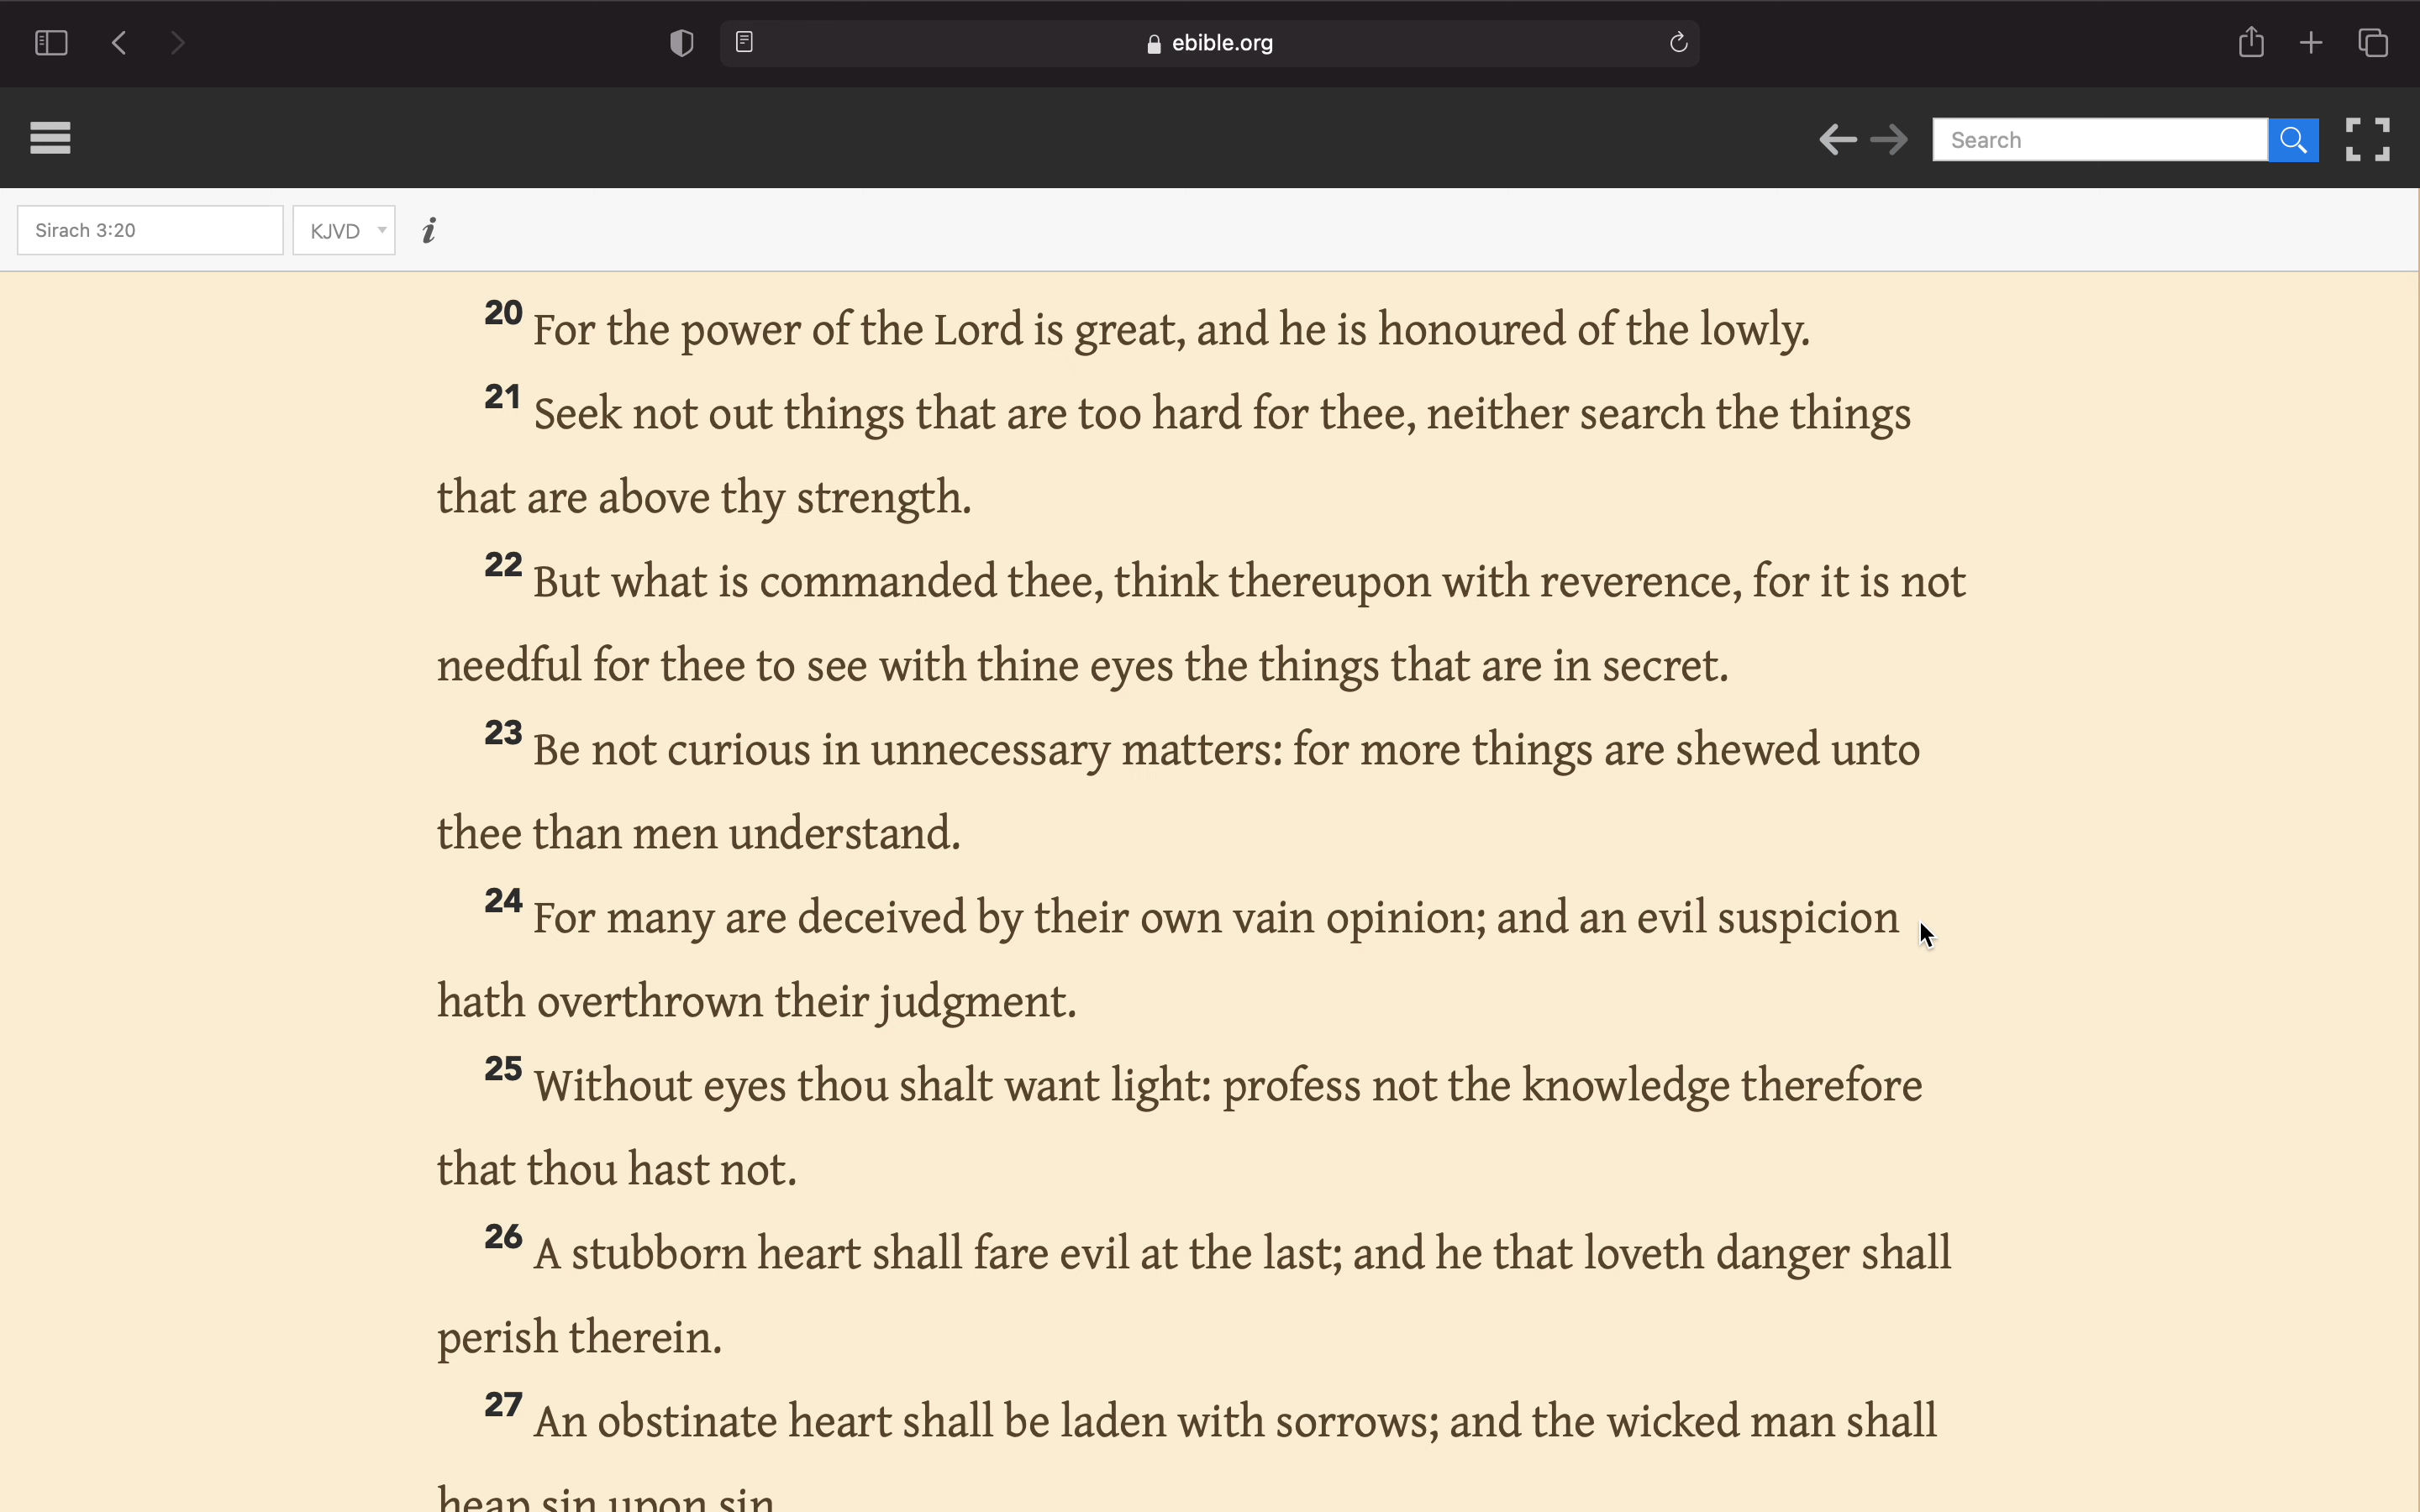 ebible.org
Search
Sirach 3:20 KJVD i
20 For the power of the Lord is great, and he is honoured of the lowly.
21 Seek not out things that are too hard for thee, neither search the things
that are above thy strength.
22 But what is commanded thee, think thereupon with reverence, for it is not
needful for thee to see with thine eyes the things that are in secret.
23 Be not curious in unnecessary matters: for more things are shewed unto
thee than men understand.
24 For many are deceived by their own vain opinion; and an evil suspicion
hath overthrown their judgment.
25 Without eyes thou shalt want light: profess not the knowledge therefore
that thou hast not.
26 A stubborn heart shall fare evil at the last; and he that loveth danger shall
perish therein.
27 An obstinate heart shall be laden with sorrows; and the wicked man shall
heap sin upon sin